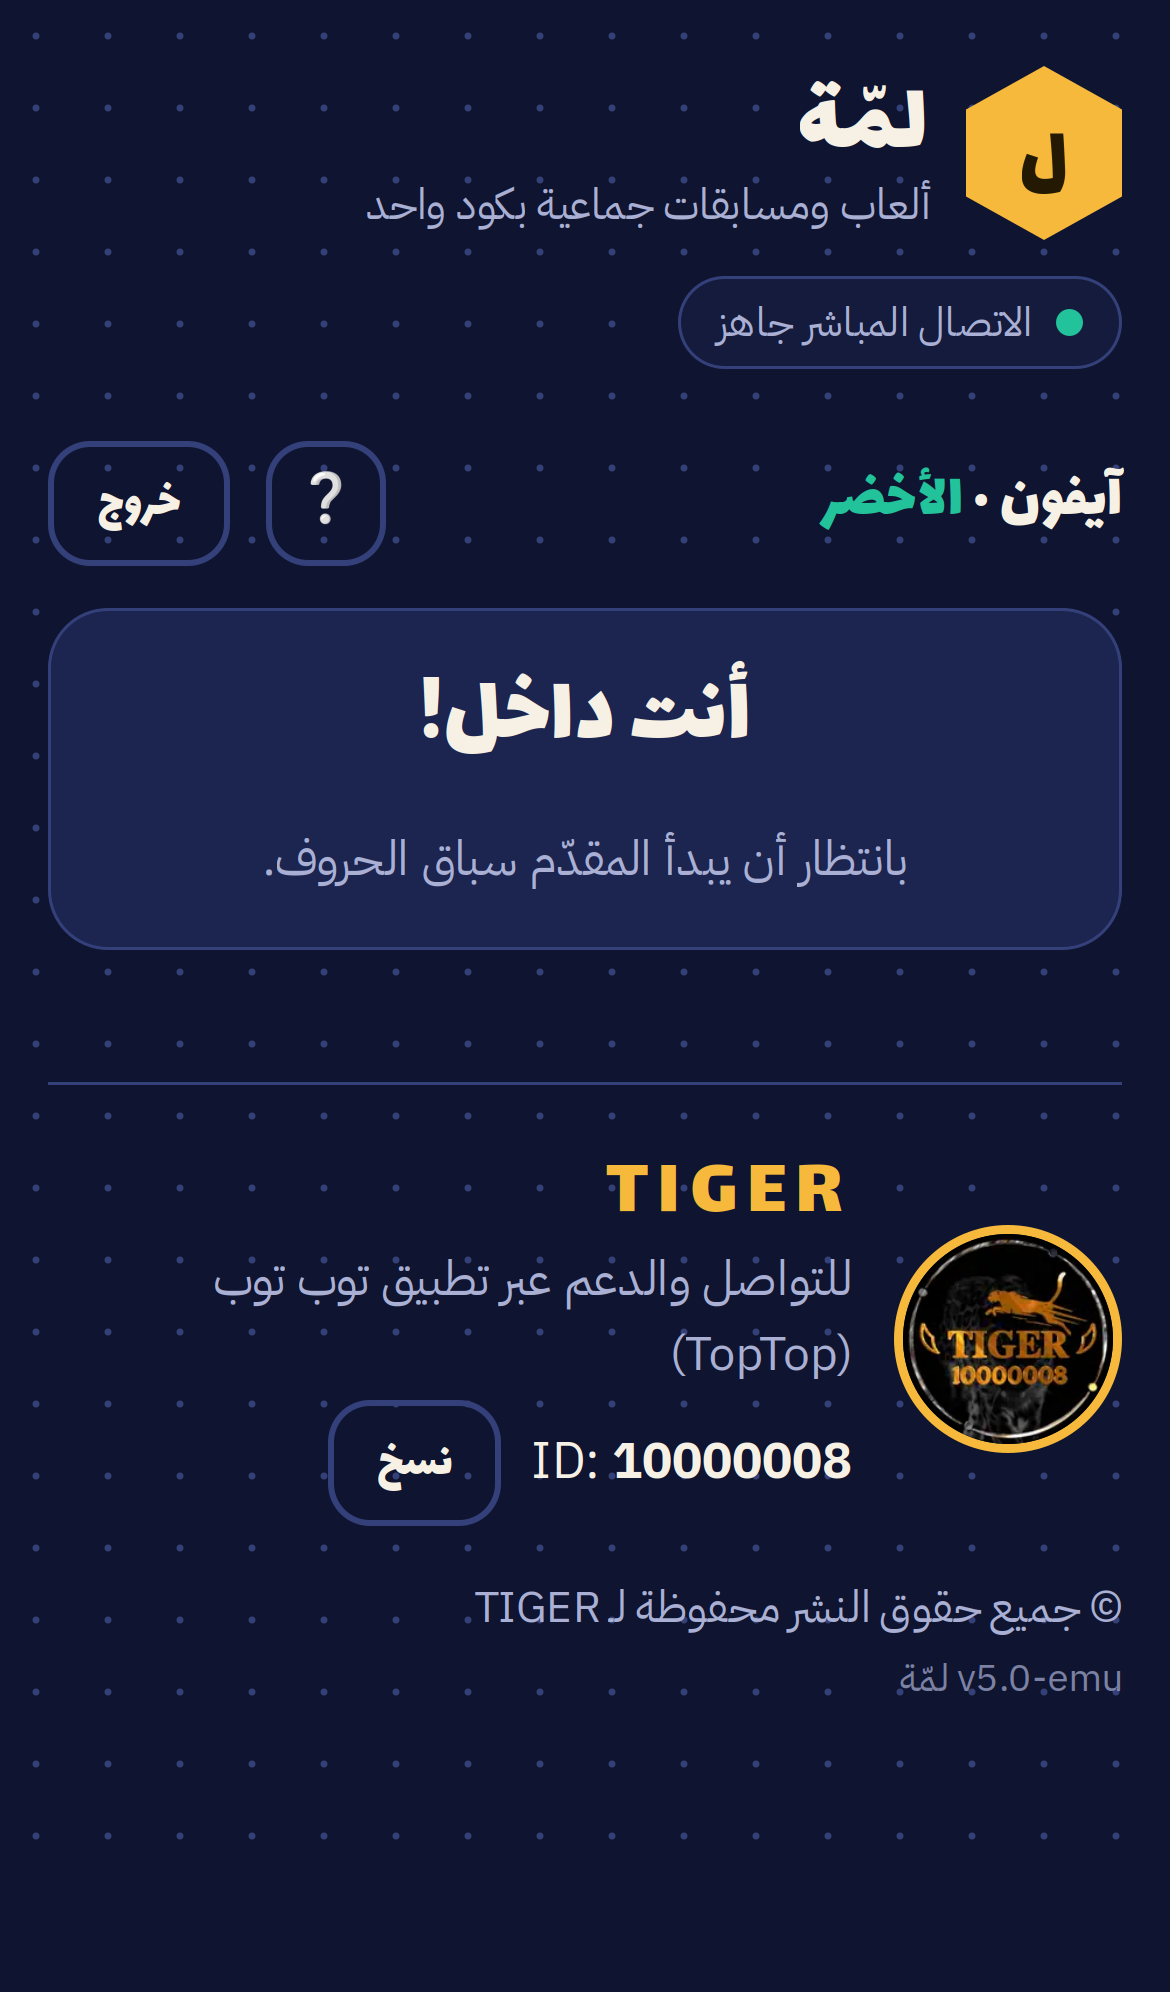 ل
لمّة
ألعاب ومسابقات جماعية بكود واحد
الاتصال المباشر جاهز
آيفون · الأخضر
❔
خروج
أنت داخل!
بانتظار أن يبدأ المقدّم سباق الحروف.
TIGER
10000008
TIGER
للتواصل والدعم عبر تطبيق توب توب
(TopTop)
ID: 10000008
نسخ
© جميع حقوق النشر محفوظة لـ TIGER
لمّة v5.0-emu